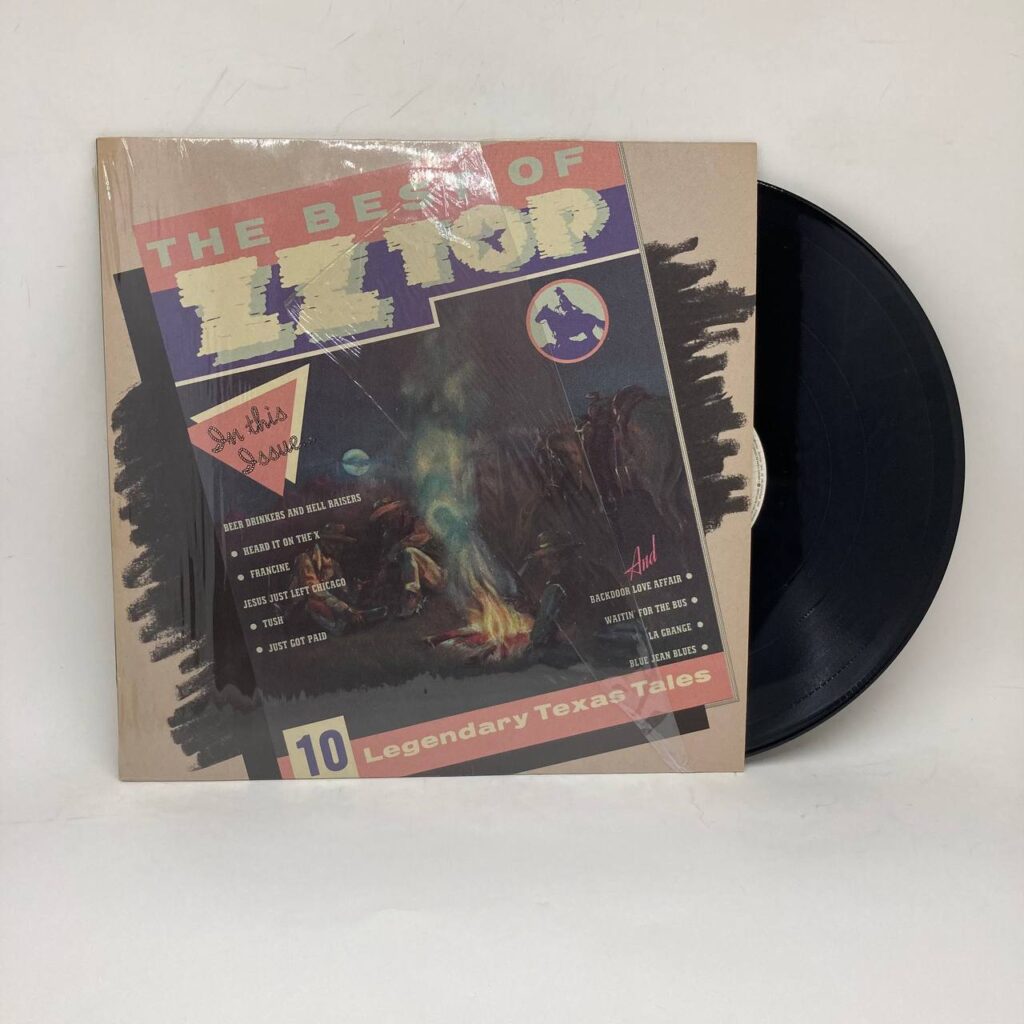 THE BEST OF
ZZ TOP
In this
Issue...
BEER DRINKERS AND HELL RAISERS
HEARD IT ON THE X
FRANCINE
JESUS JUST LEFT CHICAGO
TUSH
JUST GOT PAID
And
BACKDOOR LOVE AFFAIR
WAITIN' FOR THE BUS
LA GRANGE
BLUE JEAN BLUES
10 Legendary Texas Tales